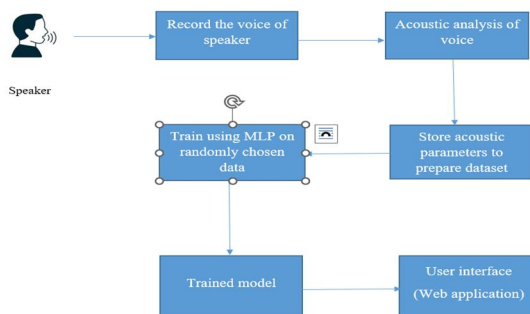 Record the voice of
speaker
Acoustic analysis of
voice
Speaker
Train using MLP on
randomly chosen
data
Store acoustic
parameters to
prepare dataset
Trained model
User interface
(Web application)